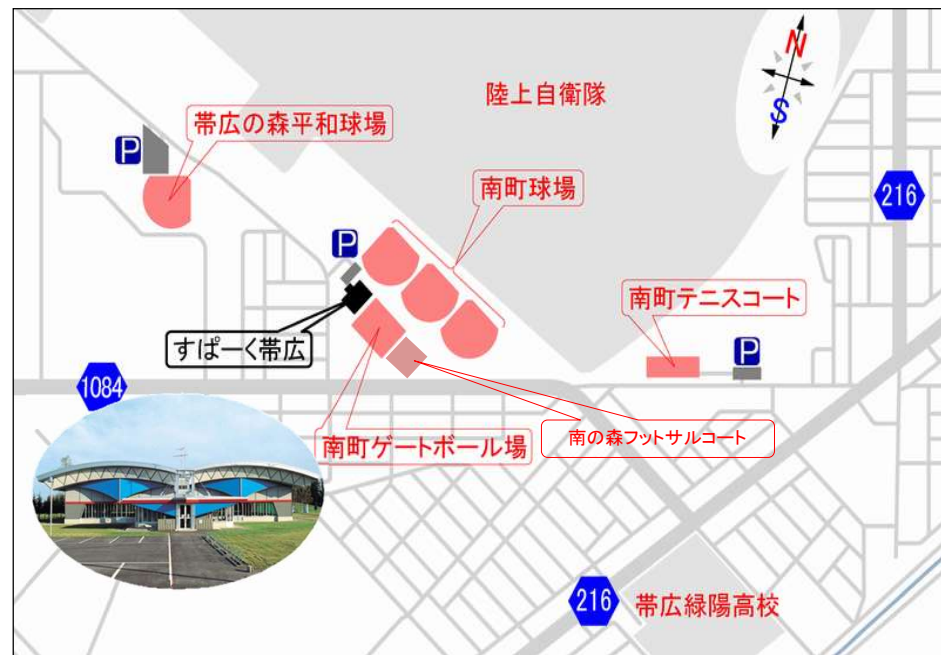 N
陸上自衛隊
S
帯広の森平和球場
P
南町球場
216
P
南町テニスコート
すぱーく帯広
P
1084
南町ゲートボール場
南の森フットサルコート
216
帯広緑陽高校